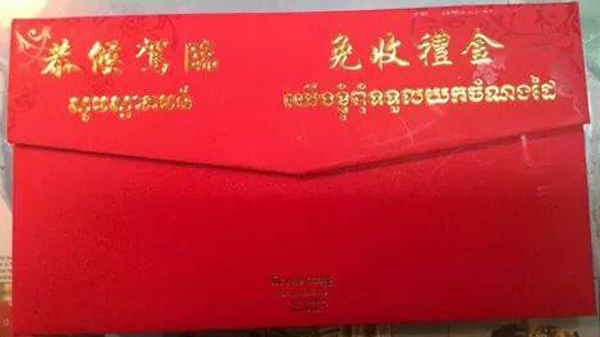 恭候駕臨
សូមស្វាគមន៍
免收禮金
យើងខ្ញុំពុំទទួលយកចំណងដៃ